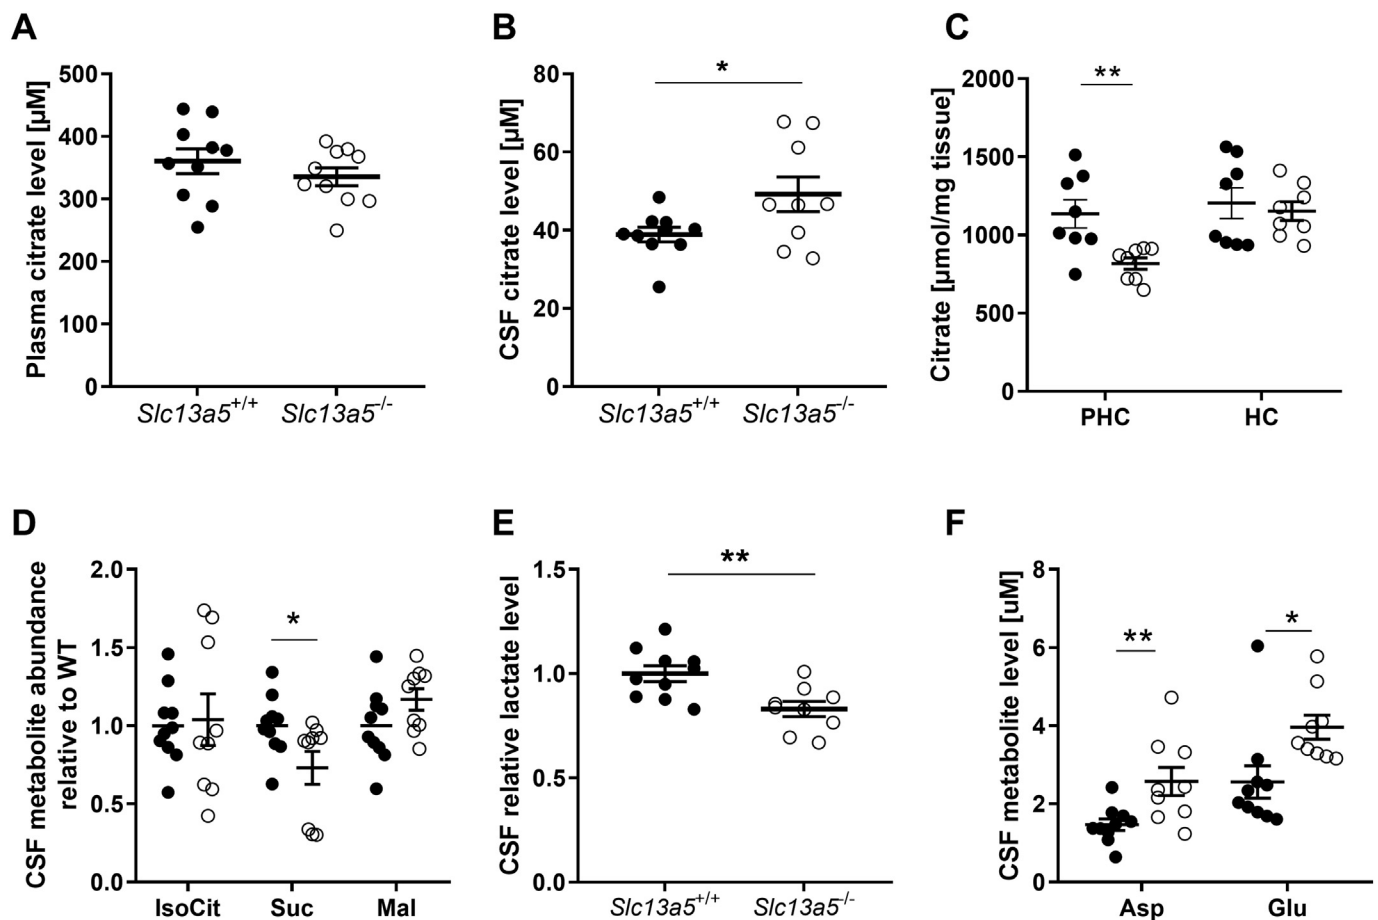 A
Plasma citrate level [µM]
500
400
300
200
100
0
Slc13a5+/+ Slc13a5-/-
B
CSF citrate level [µM]
*
80
60
40
20
0
Slc13a5+/+ Slc13a5-/-
C
Citrate [µmol/mg tissue]
**
2000
1500
1000
500
0
PHC HC
D
CSF metabolite abundance
relative to WT
2.0
1.5
1.0
0.5
0.0
*
IsoCit Suc Mal
E
CSF relative lactate level
**
1.5
1.0
0.5
0.0
Slc13a5+/+ Slc13a5-/-
F
CSF metabolite level [uM]
8
6
4
2
0
**
*
Asp Glu